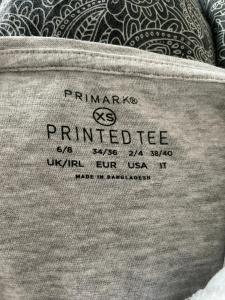 PRIMARK®
XS
PRINTED TEE
6/8 34/36 2/4 38/40
UK/IRL EUR USA IT
MADE IN BANGLADESH